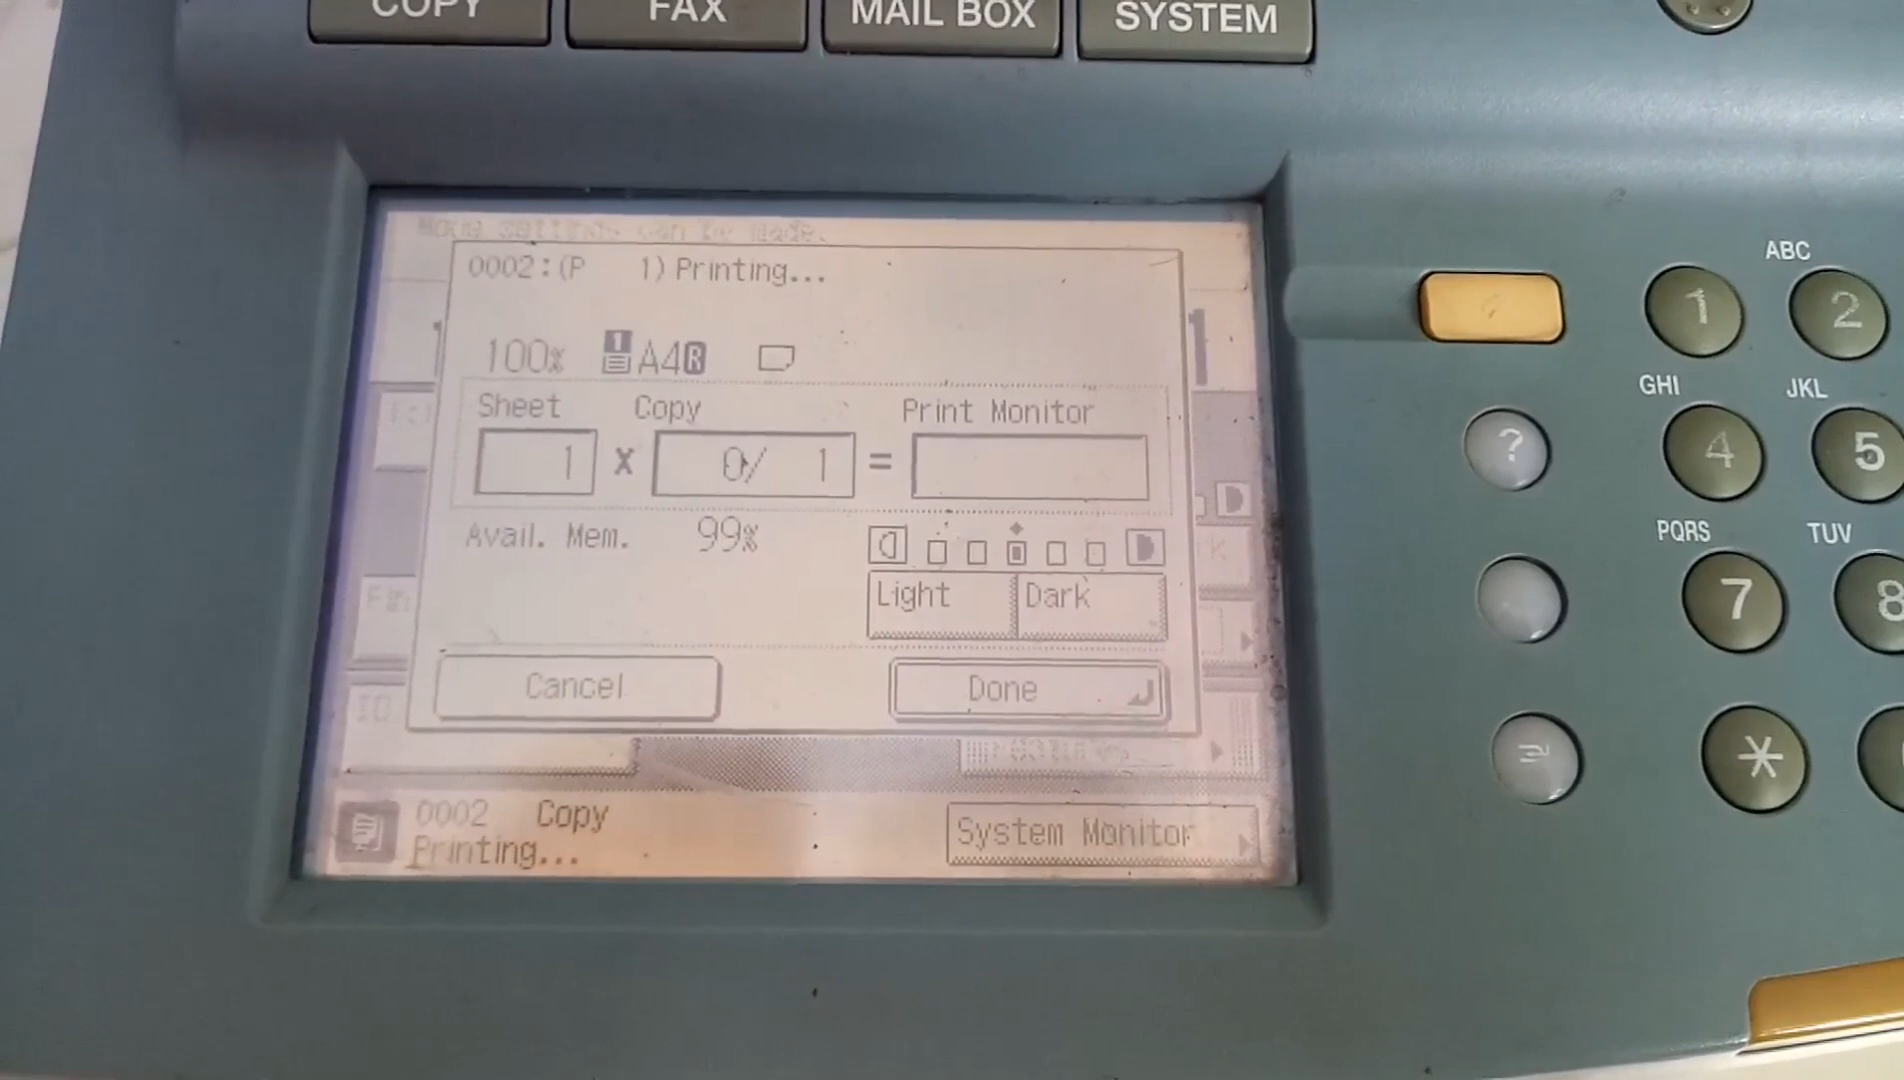 COPY FAX MAIL BOX SYSTEM
ABC
1 2
GHI JKL
? 4 5
PQRS TUV
7 8
*
0002:(P 1) Printing...
100% 1 A4R
Sheet Copy Print Monitor
1 x 0/ 1 =
Avail. Mem. 99%
Light Dark
Cancel Done
0002 Copy System Monitor
Printing...